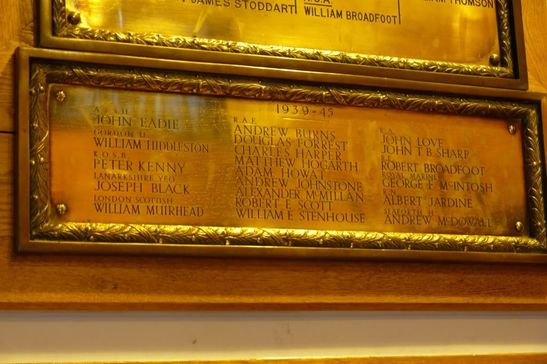 JAMES STODDART
WILLIAM BROADFOOT
THOMSON
1939-45
JOHN EADIE
GORDON H.
WILLIAM HIDDLESTON
K.O.S.B.
PETER KENNY
LANARKSHIRE YEO
JOSEPH BLACK
LONDON SCOTTISH
WILLIAM MUIRHEAD
R.A.F.
ANDREW BURNS
DOUGLAS FORREST
CHARLES HARPER
MATTHEW HOGARTH
ADAM HOWAT
ANDREW JOHNSTONE
ALEXANDER McMILLAN
ROBERT L. SCOTT
WILLIAM E. STENHOUSE
R.A.
JOHN LOVE
JOHN T.B. SHARP
ROBERT BROADFOOT
ROYAL MARINES
GEORGE F. McINTOSH
ALBERT JARDINE
ANDREW McDOWALL